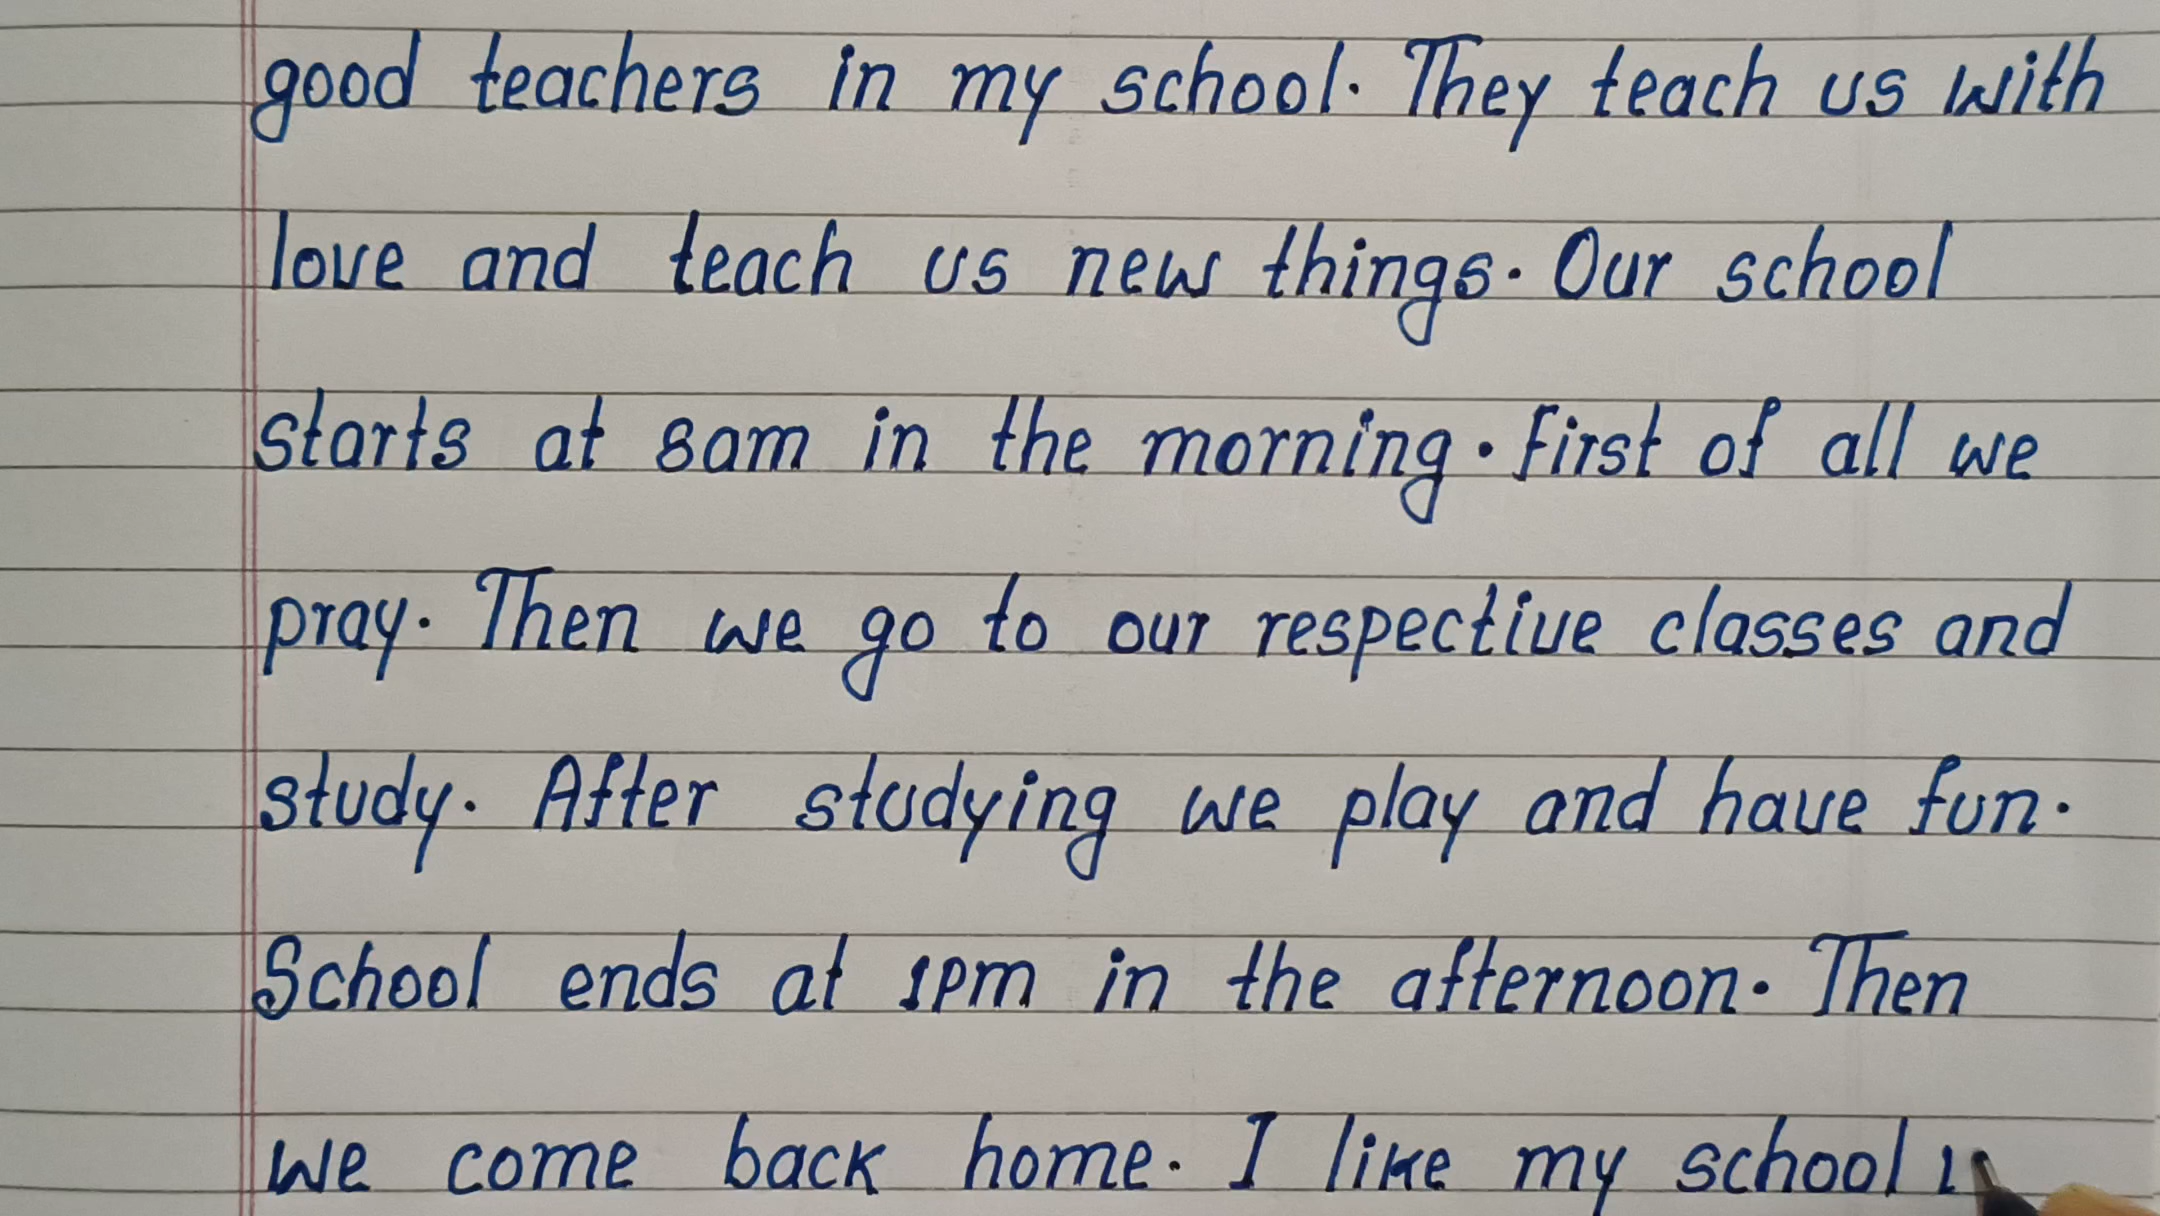 good teachers in my school. They teach us with
love and teach us new things. Our school
starts at 8am in the morning. First of all we
pray. Then we go to our respective classes and
study. After studying we play and have fun.
School ends at 1pm in the afternoon. Then
we come back home. I like my school